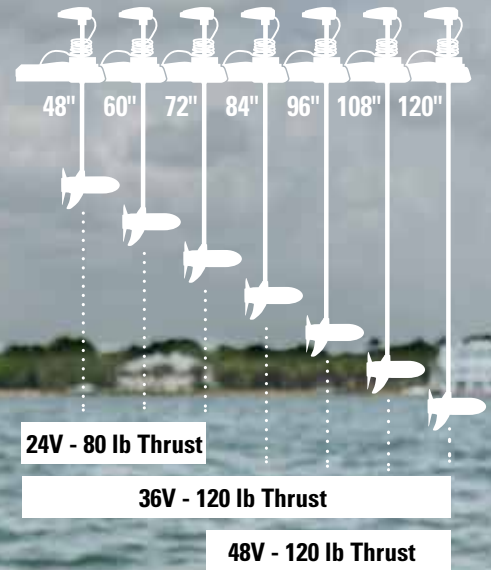 48" 60" 72" 84" 96" 108" 120"
24V - 80 lb Thrust
36V - 120 lb Thrust
48V - 120 lb Thrust